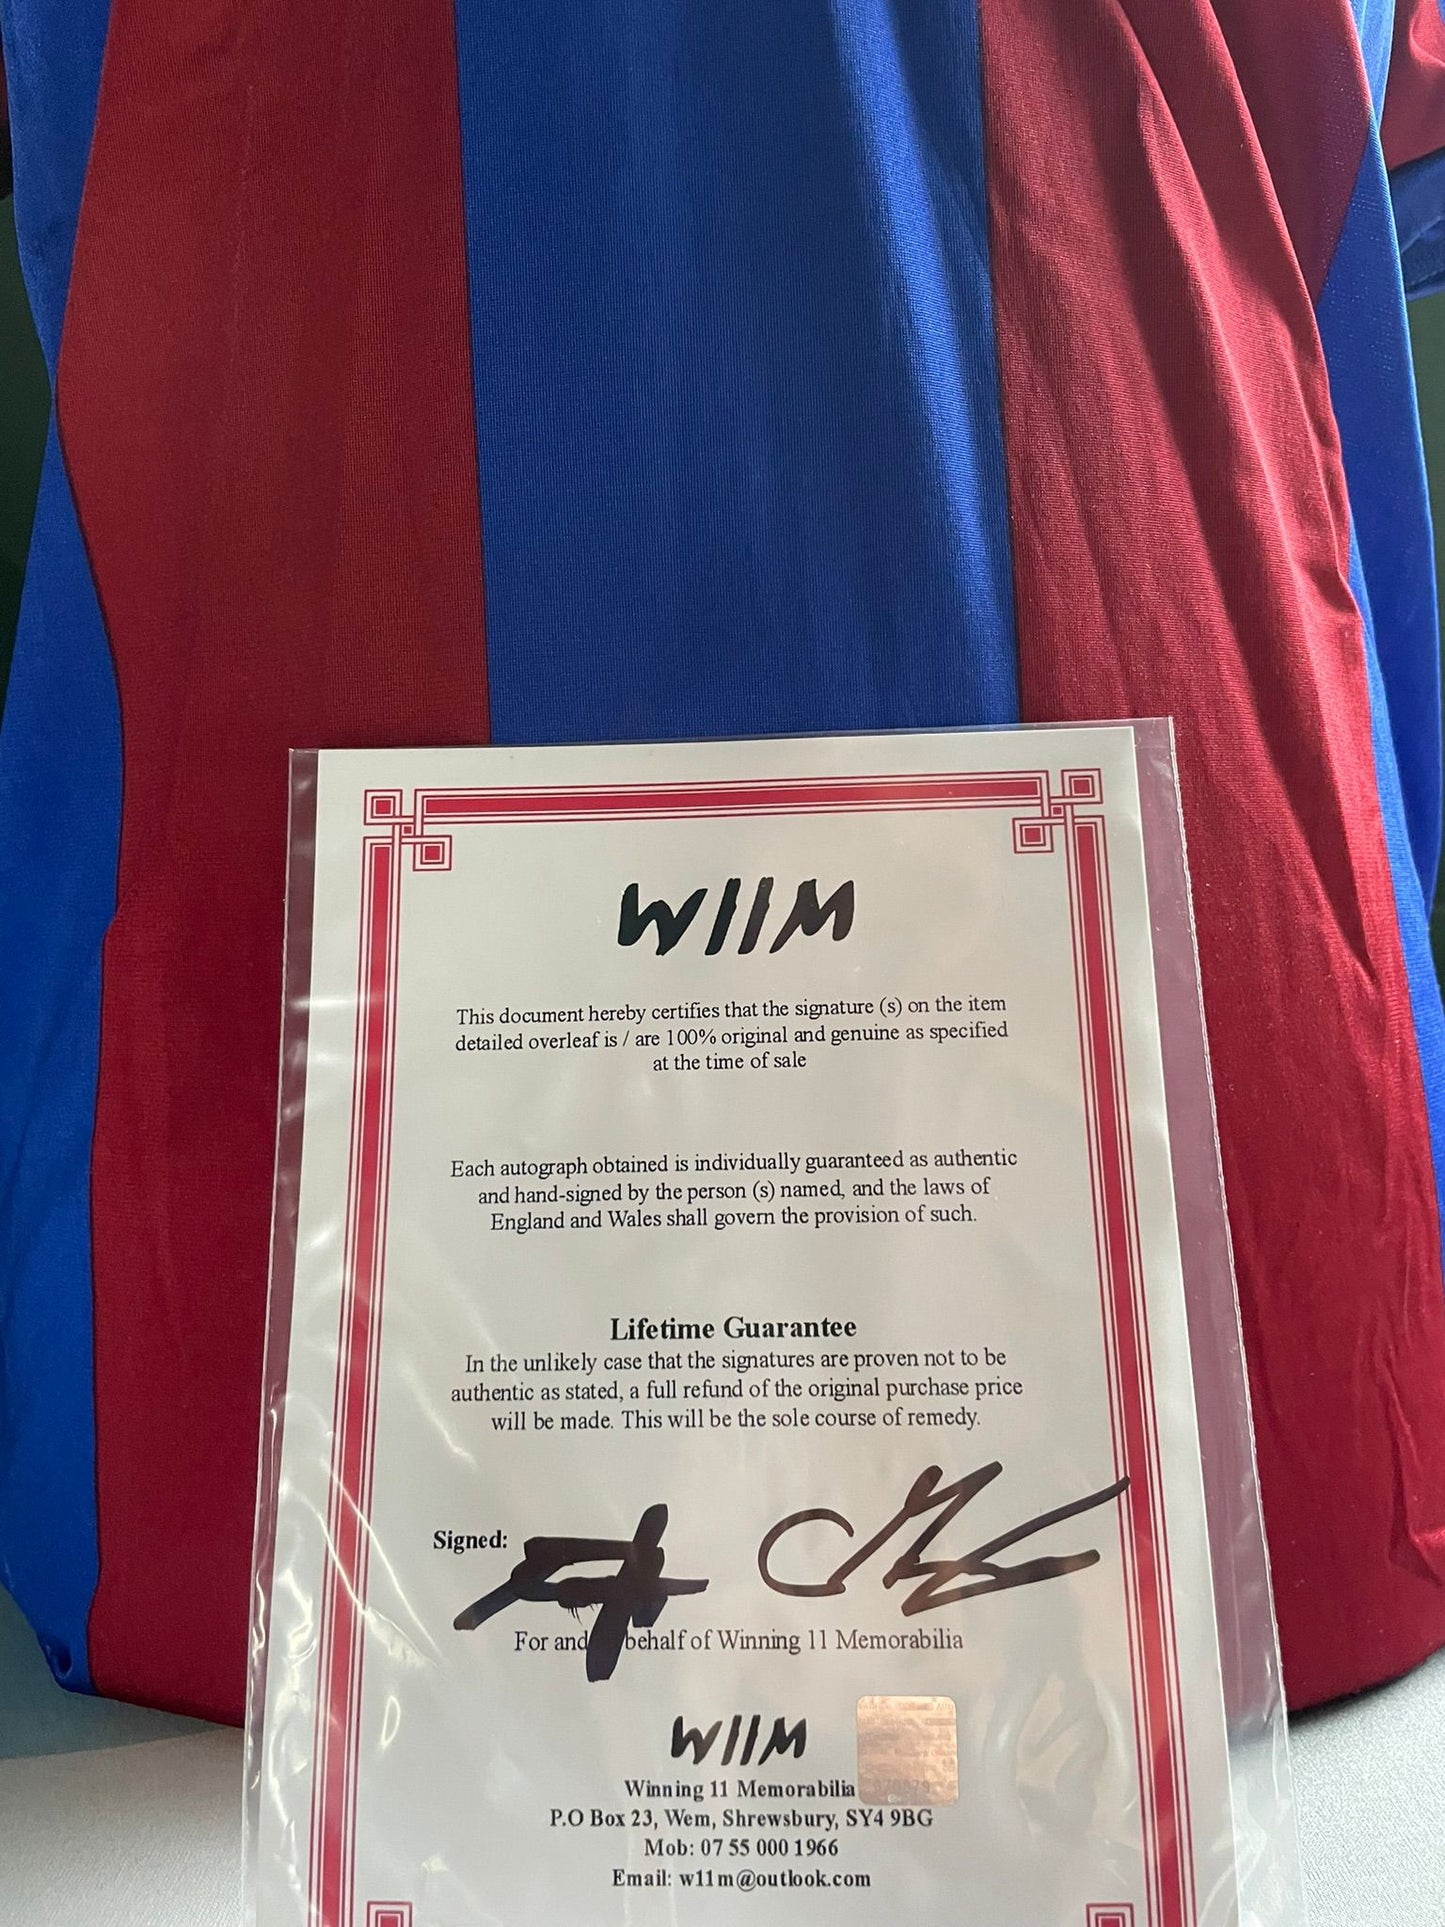 W11M
This document hereby certifies that the signature (s) on the item
detailed overleaf is / are 100% original and genuine as specified
at the time of sale
Each autograph obtained is individually guaranteed as authentic
and hand-signed by the person (s) named, and the laws of
England and Wales shall govern the provision of such.
Lifetime Guarantee
In the unlikely case that the signatures are proven not to be
authentic as stated, a full refund of the original purchase price
will be made. This will be the sole course of remedy.
Signed:
For and behalf of Winning 11 Memorabilia
W11M
Winning 11 Memorabilia
P.O Box 23, Wem, Shrewsbury, SY4 9BG
Mob: 07 55 000 1966
Email: w11m@outlook.com